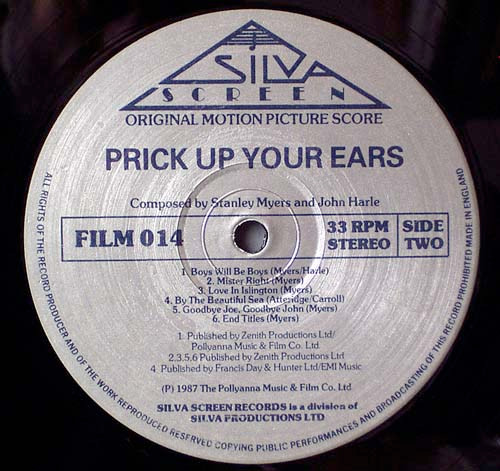 SILVA
SCREEN
ORIGINAL MOTION PICTURE SCORE
PRICK UP YOUR EARS
Composed by Stanley Myers and John Harle
FILM 014
33 RPM
STEREO
SIDE
TWO
1. Boys Will Be Boys (Myers/Harle)
2. Mister Right (Myers)
3. Love In Islington (Myers)
4. By The Beautiful Sea (Atteridge/Carroll)
5. Goodbye Joe, Goodbye John (Myers)
6. End Titles (Myers)
1. Published by Zenith Productions Ltd/
Pollyanna Music & Film Co. Ltd
2.3.5.6 Published by Zenith Productions Ltd
4 Published by Francis Day & Hunter Ltd/EMI Music
(P) 1987 The Pollyanna Music & Film Co. Ltd
SILVA SCREEN RECORDS is a division of
SILVA PRODUCTIONS LTD
ALL RIGHTS OF THE RECORD PRODUCER AND OF THE WORK REPRODUCED RESERVED COPYING PUBLIC PERFORMANCES AND BROADCASTING OF THIS RECORD PROHIBITED MADE IN ENGLAND